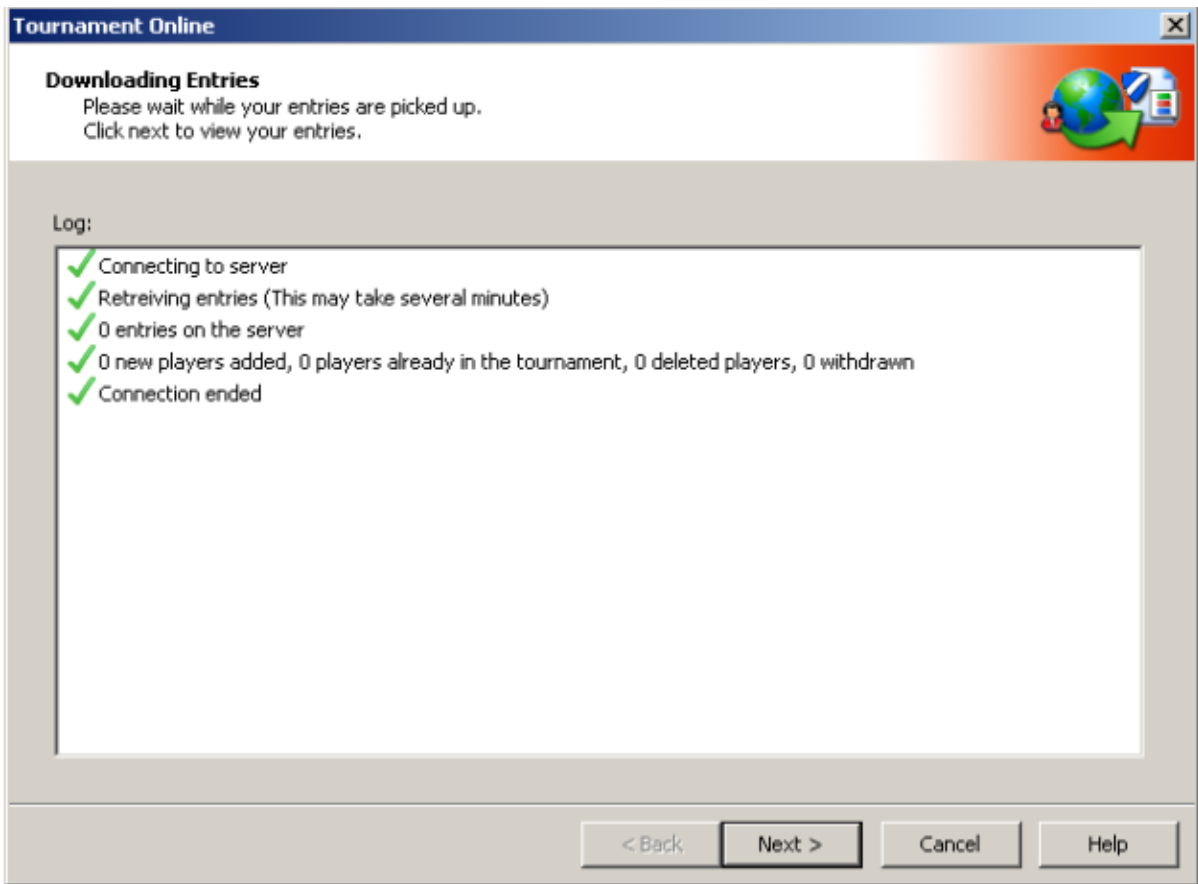 Tournament Online
Downloading Entries
Please wait while your entries are picked up.
Click next to view your entries.
Log:
Connecting to server
Retreiving entries (This may take several minutes)
0 entries on the server
0 new players added, 0 players already in the tournament, 0 deleted players, 0 withdrawn
Connection ended
< Back Next > Cancel Help